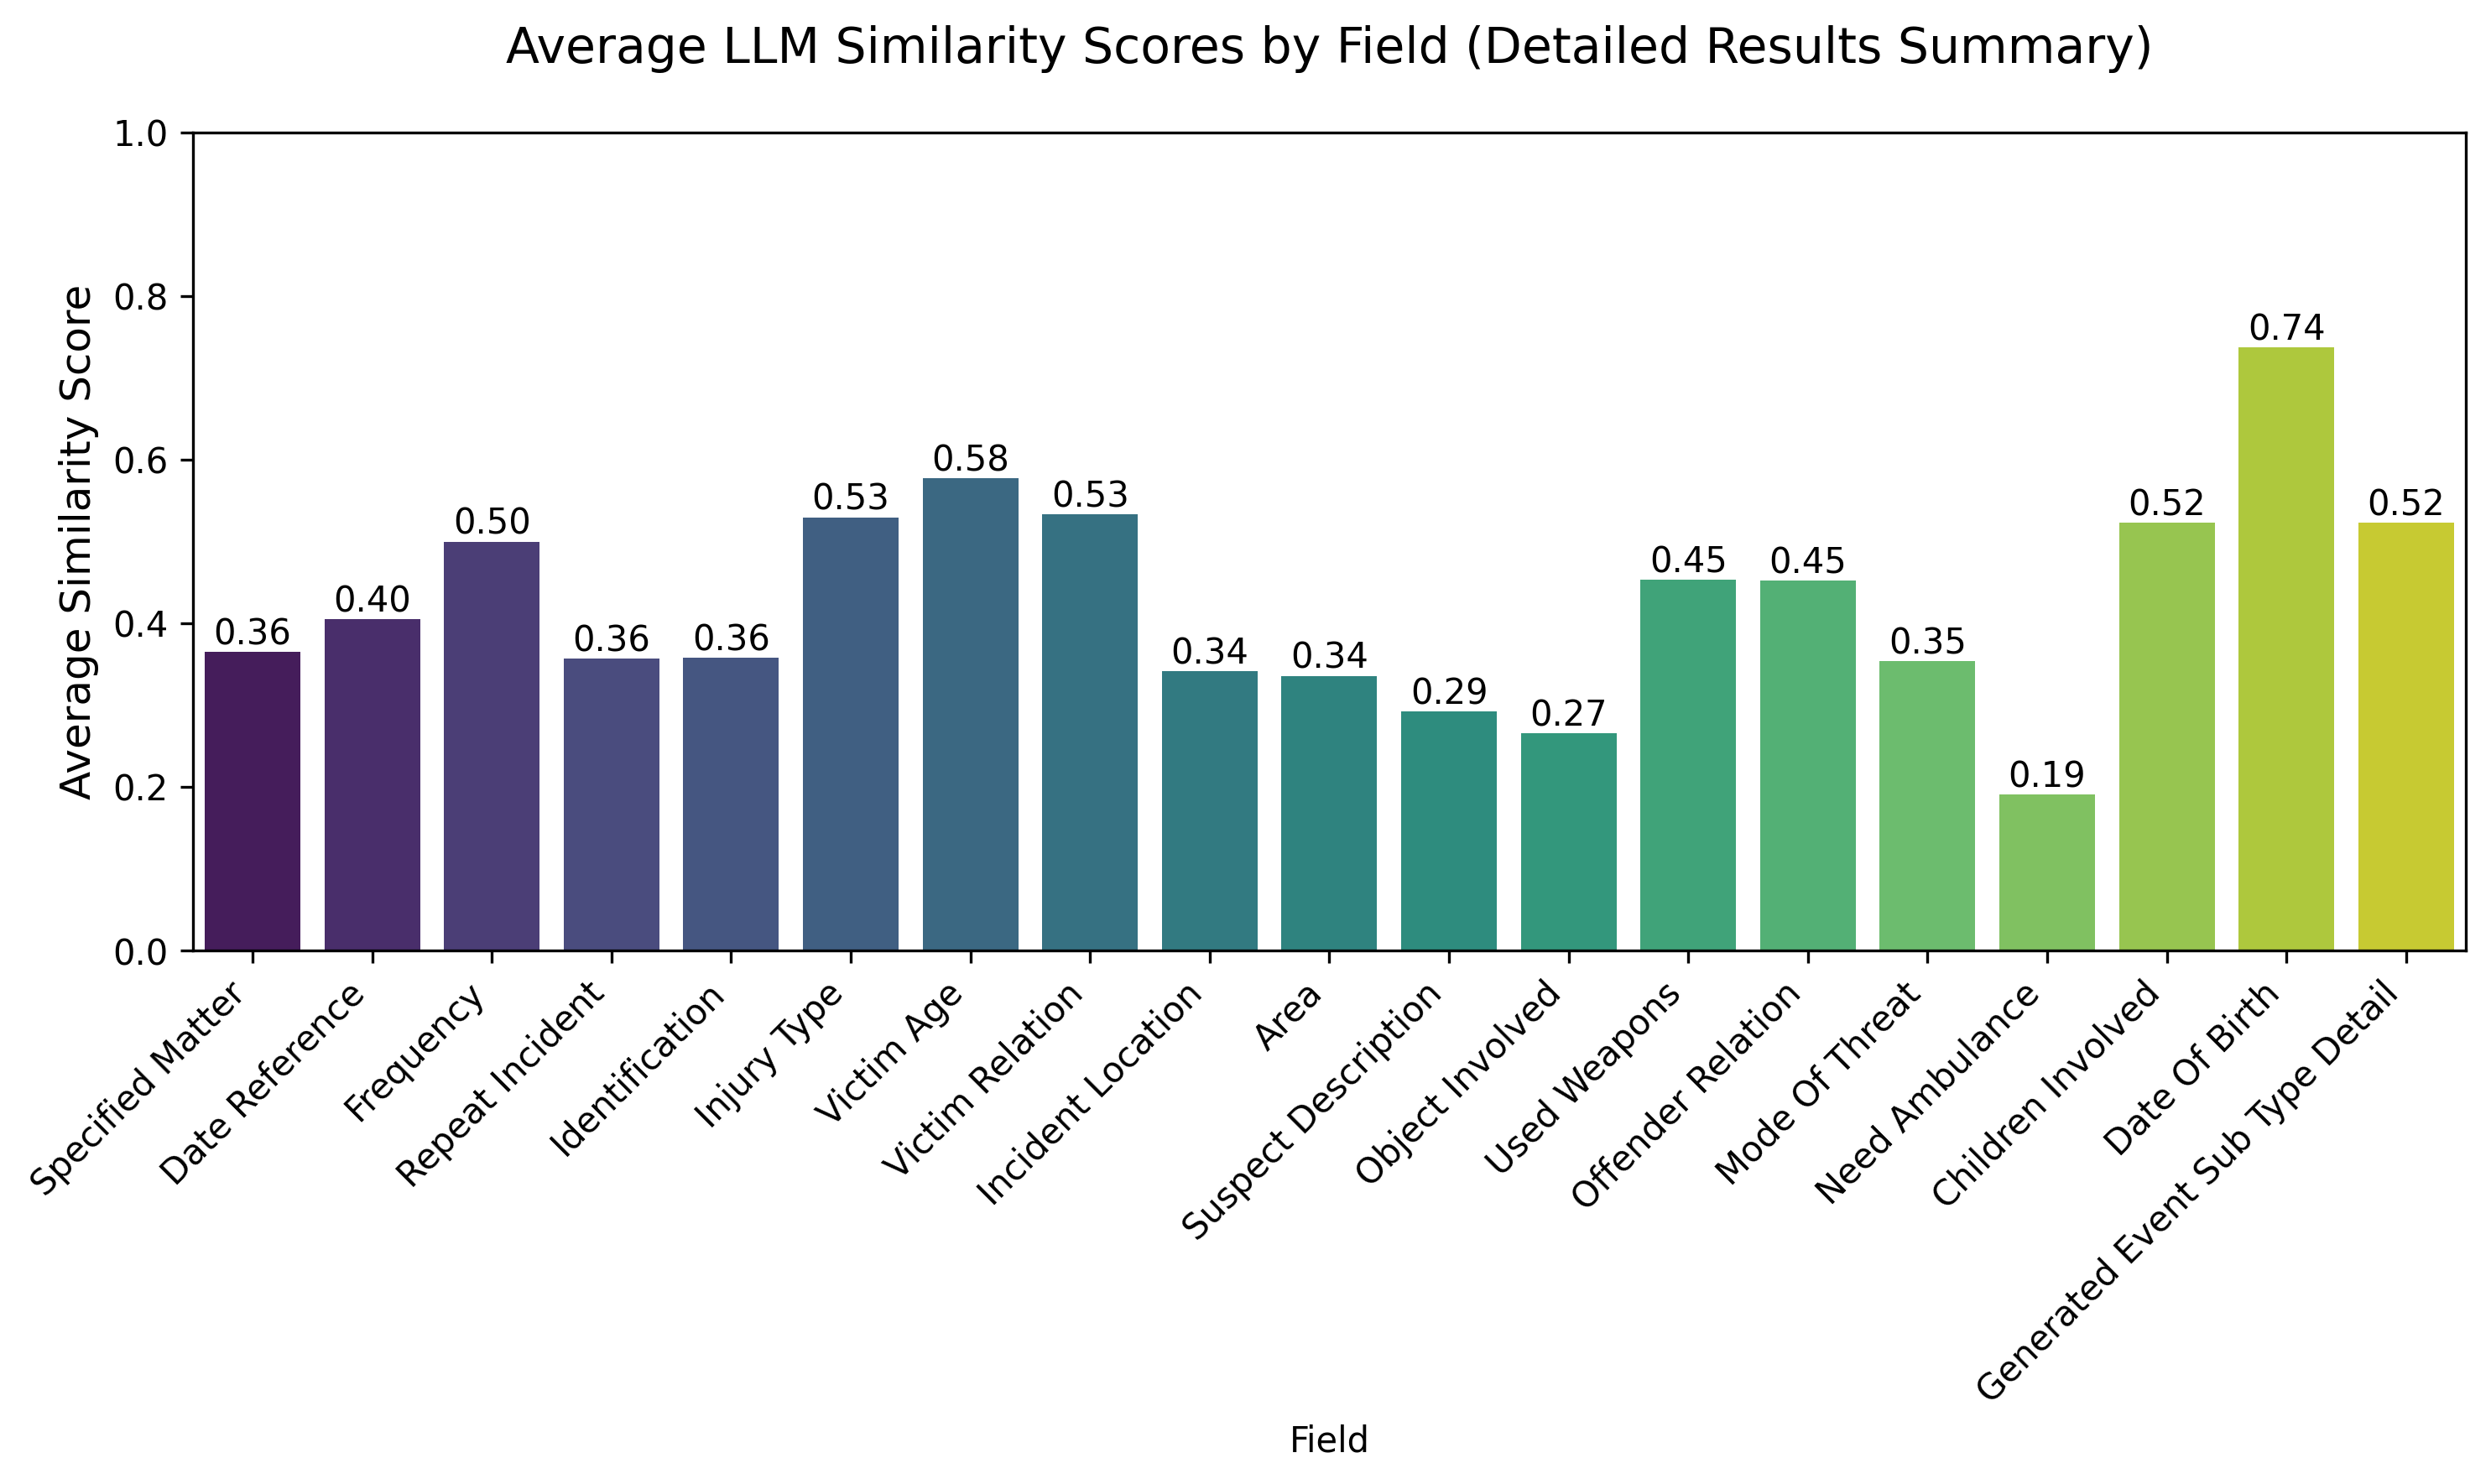 Average LLM Similarity Scores by Field (Detailed Results Summary)
Average Similarity Score
1.0
0.8
0.6
0.4
0.2
0.0
0.36
0.40
0.50
0.36
0.36
0.53
0.58
0.53
0.34
0.34
0.29
0.27
0.45
0.45
0.35
0.19
0.52
0.74
0.52
Specified Matter
Date Reference
Frequency
Repeat Incident
Identification
Injury Type
Victim Age
Victim Relation
Incident Location
Area
Suspect Description
Object Involved
Used Weapons
Offender Relation
Mode Of Threat
Need Ambulance
Children Involved
Date Of Birth
Generated Event Sub Type Detail
Field